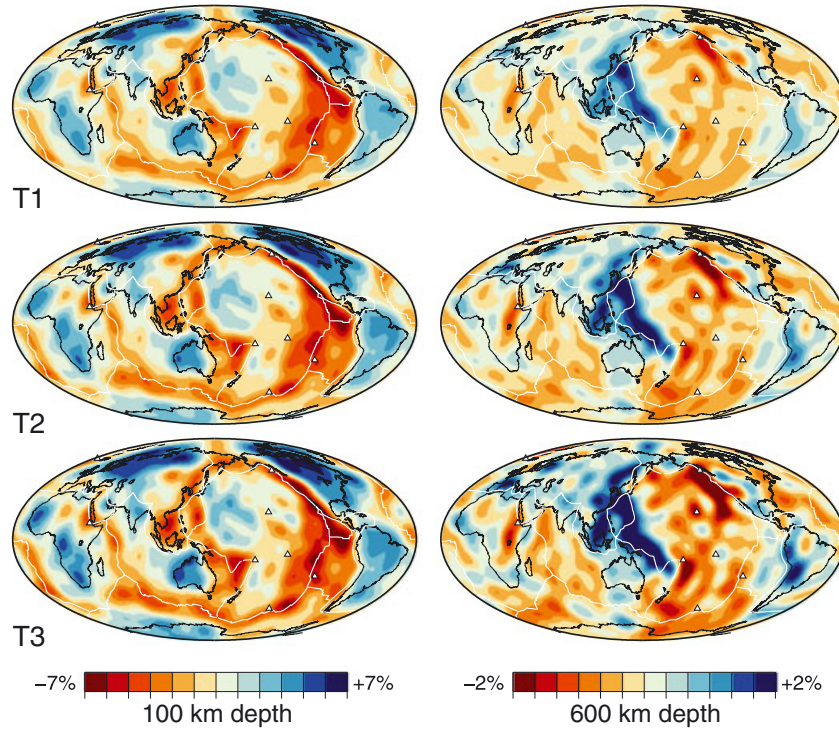 T1
T2
T3
−7% +7%
100 km depth
−2% +2%
600 km depth